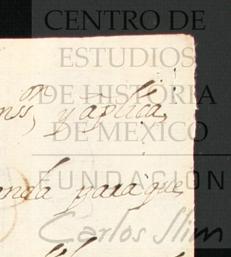 CENTRO DE
ESTUDIOS
DE HISTORIA
DE MÉXICO
FUNDACIÓN
Carlos Slim
y aplica,
para que